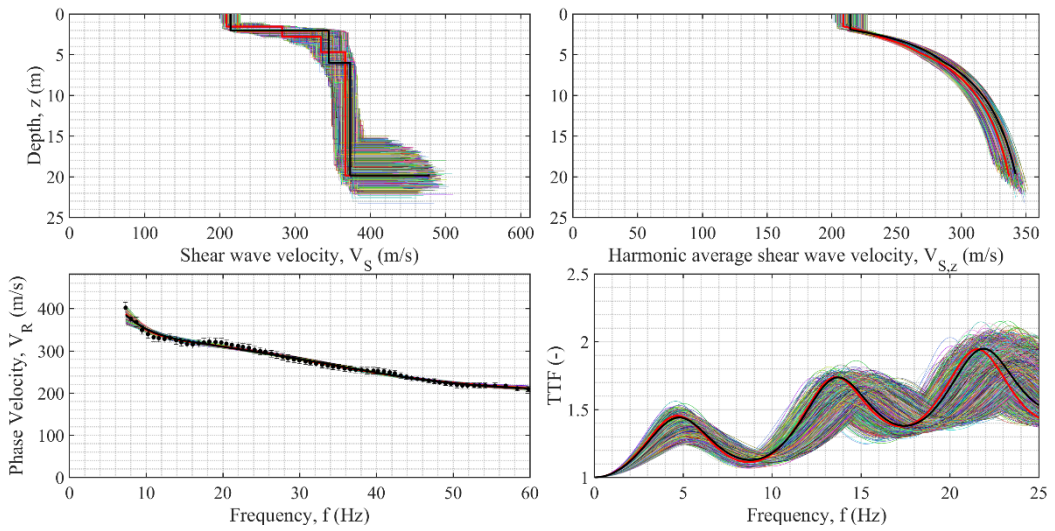 0
5
10
15
20
25
Depth, z (m)
0 100 200 300 400 500 600
Shear wave velocity, V_S (m/s)
0
5
10
15
20
25
0 50 100 150 200 250 300 350
Harmonic average shear wave velocity, V_S,z (m/s)
400
300
200
100
0
Phase Velocity, V_R (m/s)
0 10 20 30 40 50 60
Frequency, f (Hz)
2.5
2
1.5
1
TTF (-)
0 5 10 15 20 25
Frequency, f (Hz)